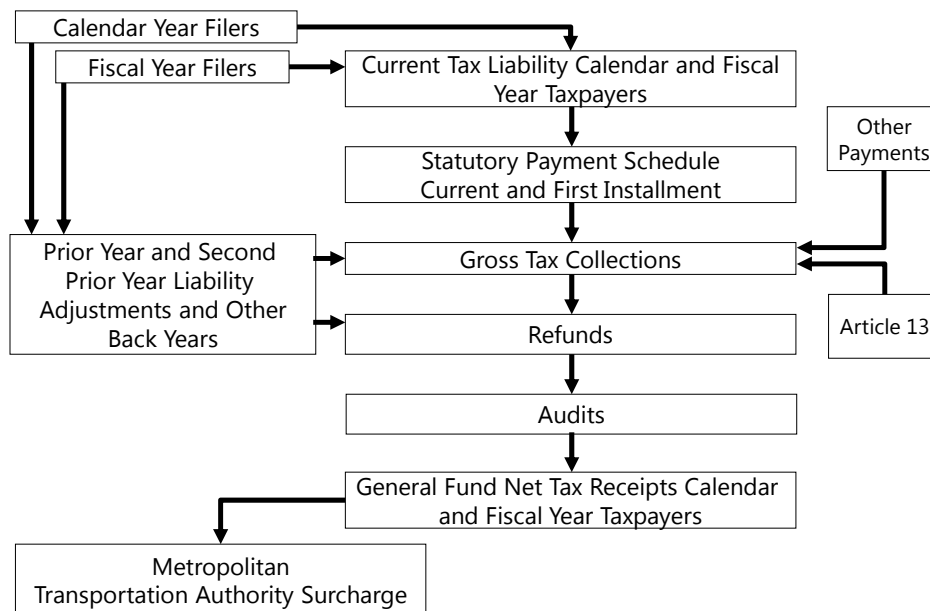 Calendar Year Filers
Fiscal Year Filers
Current Tax Liability Calendar and Fiscal
Year Taxpayers
Other
Payments
Statutory Payment Schedule
Current and First Installment
Prior Year and Second
Prior Year Liability
Adjustments and Other
Back Years
Gross Tax Collections
Article 13
Refunds
Audits
General Fund Net Tax Receipts Calendar
and Fiscal Year Taxpayers
Metropolitan
Transportation Authority Surcharge